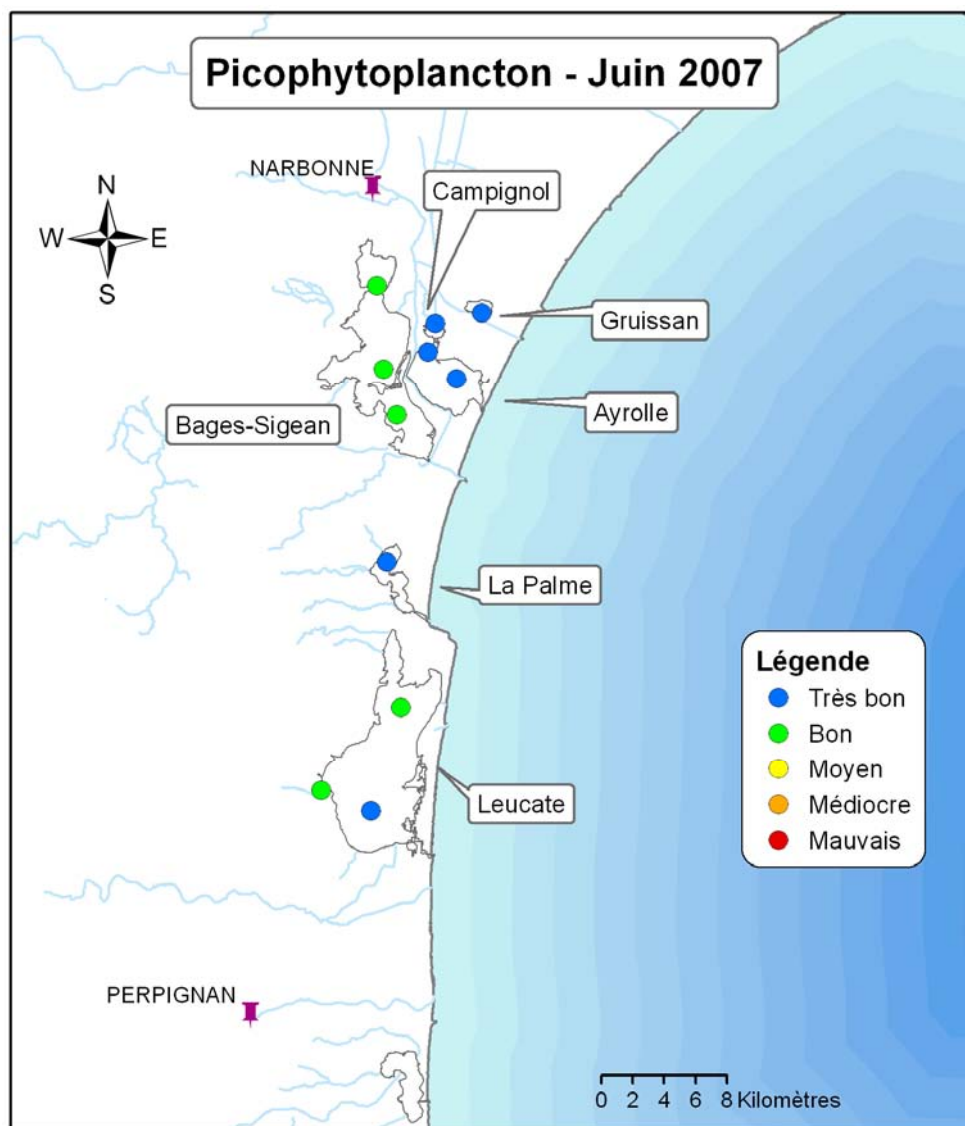 Picophytoplancton - Juin 2007
NARBONNE
Campignol
N
W E
S
Gruissan
Ayrolle
Bages-Sigean
La Palme
Légende
Très bon
Bon
Moyen
Médiocre
Mauvais
Leucate
PERPIGNAN
0 2 4 6 8 Kilomètres